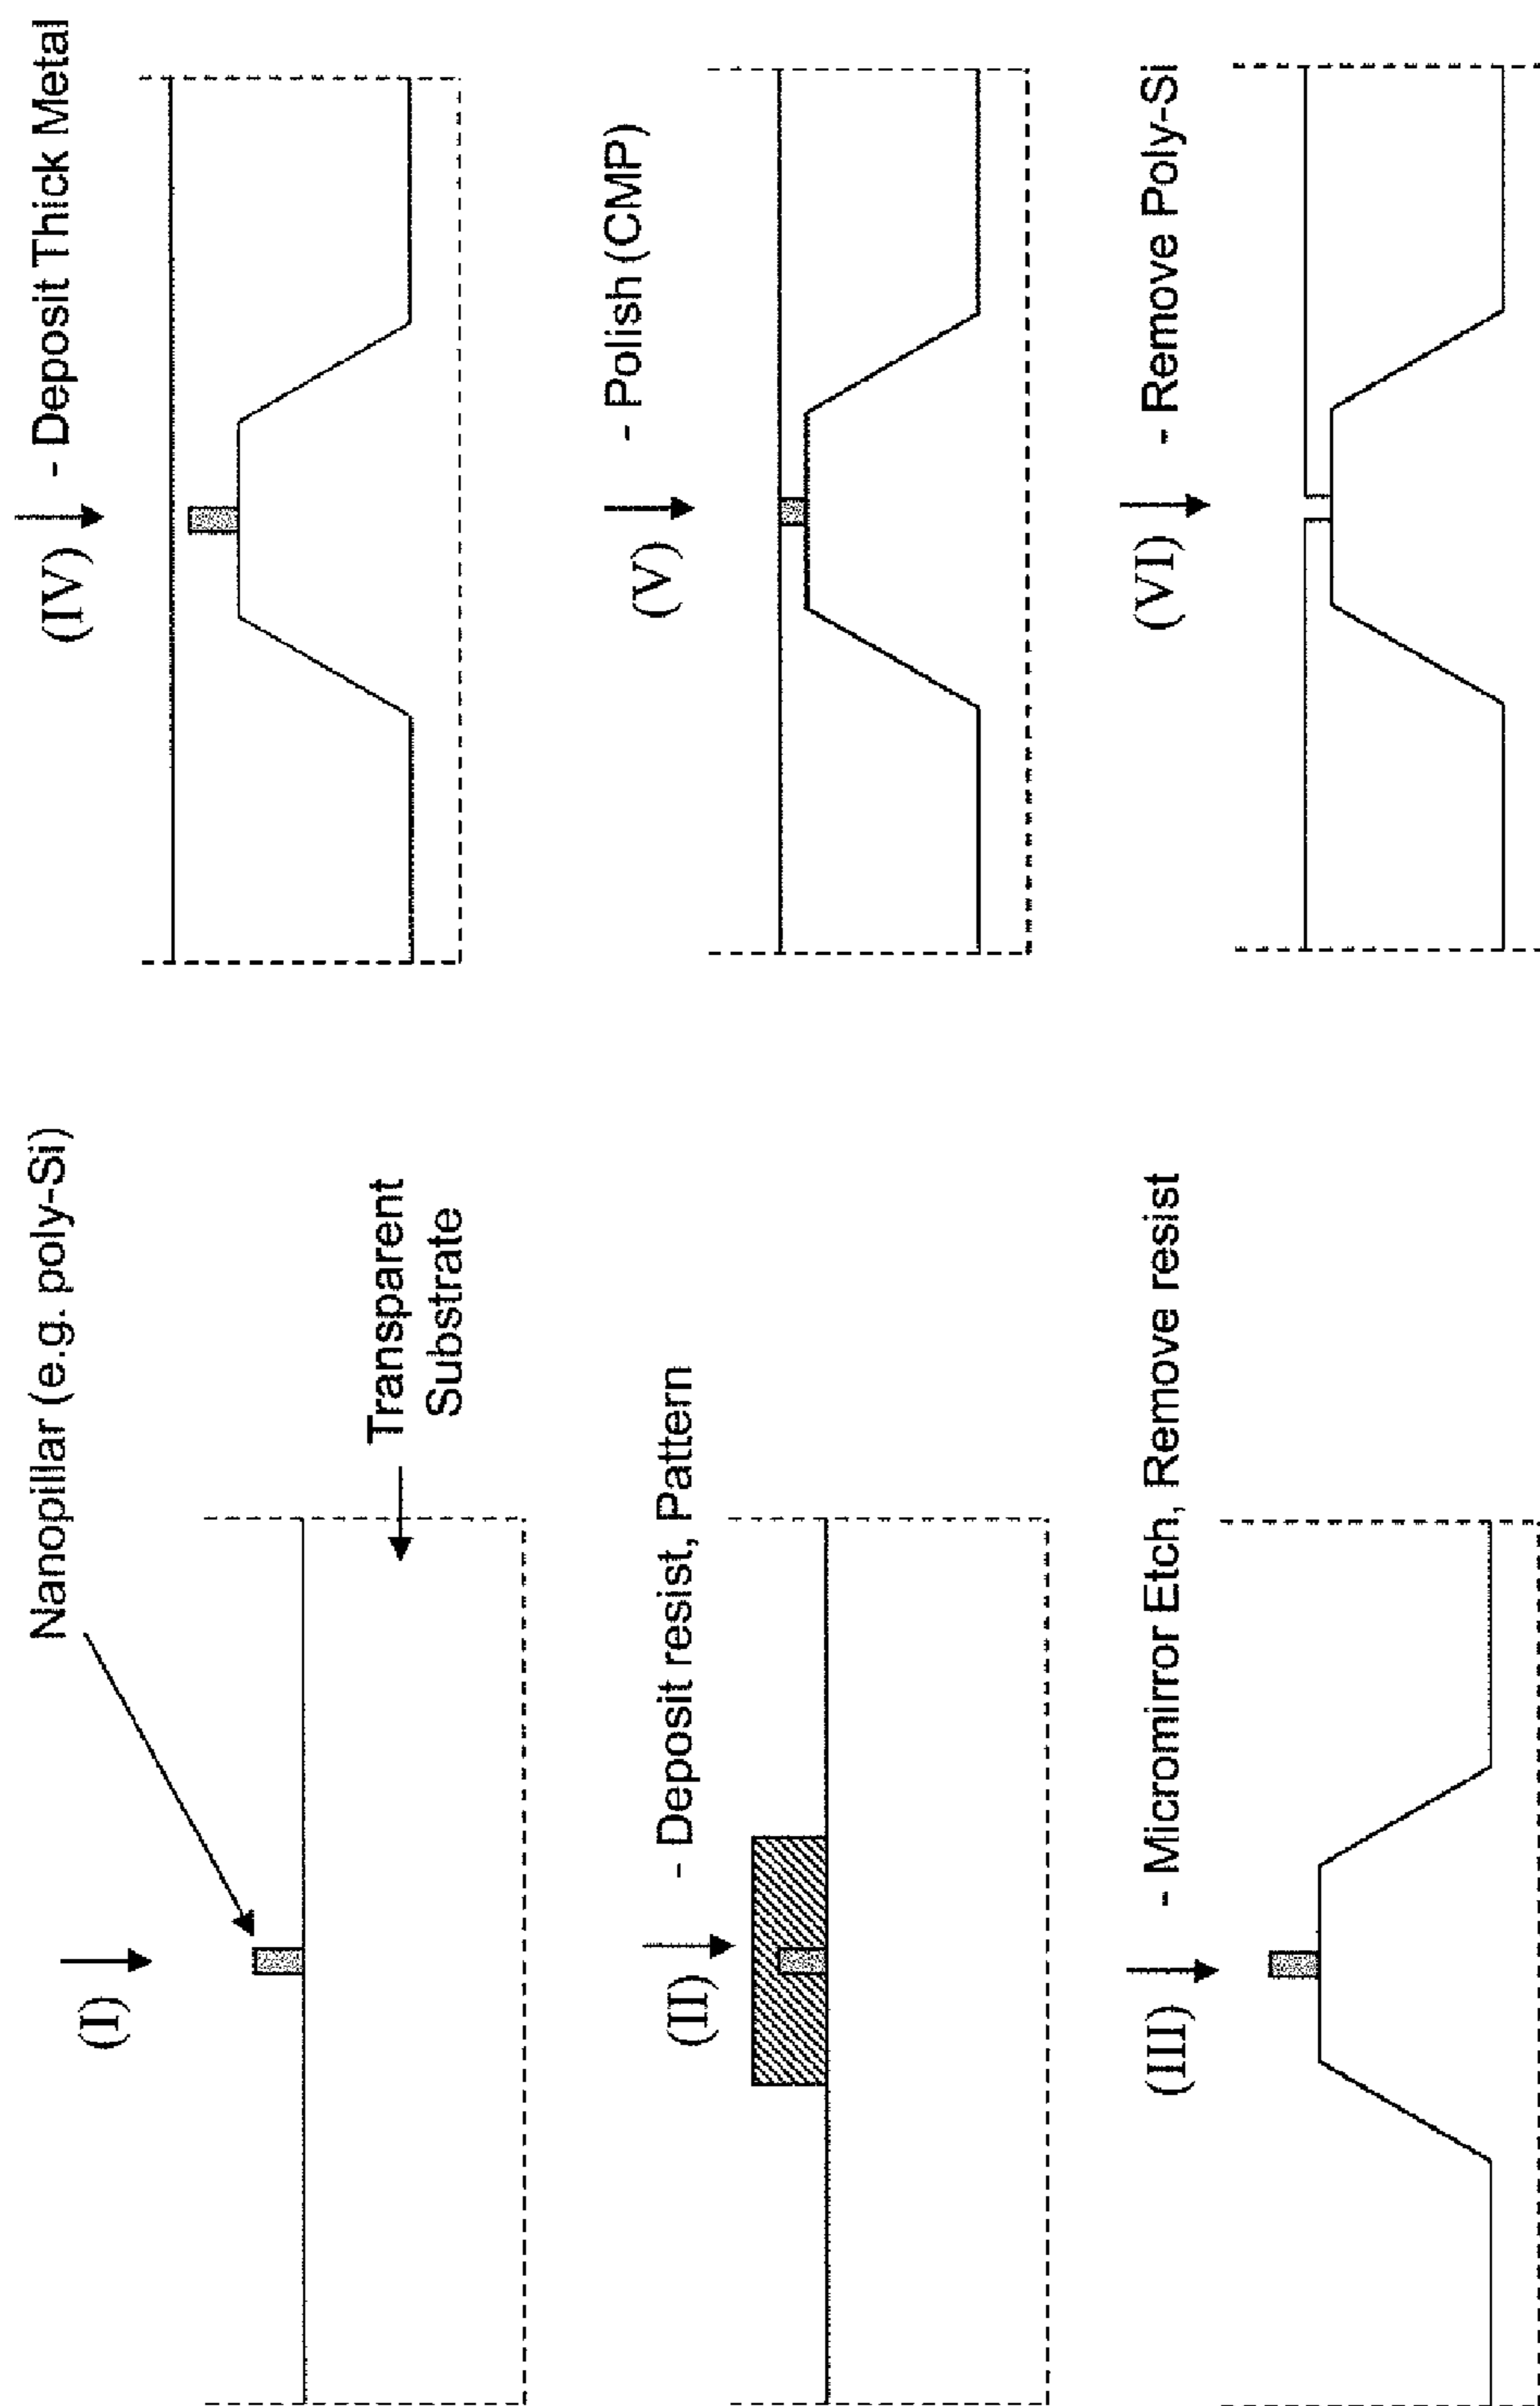 (I)
Nanopillar (e.g. poly-Si)
Transparent
Substrate
(II)
- Deposit resist, Pattern
(III)
- Micromirror Etch, Remove resist
(IV)
- Deposit Thick Metal
(V)
- Polish (CMP)
(VI)
- Remove Poly-Si